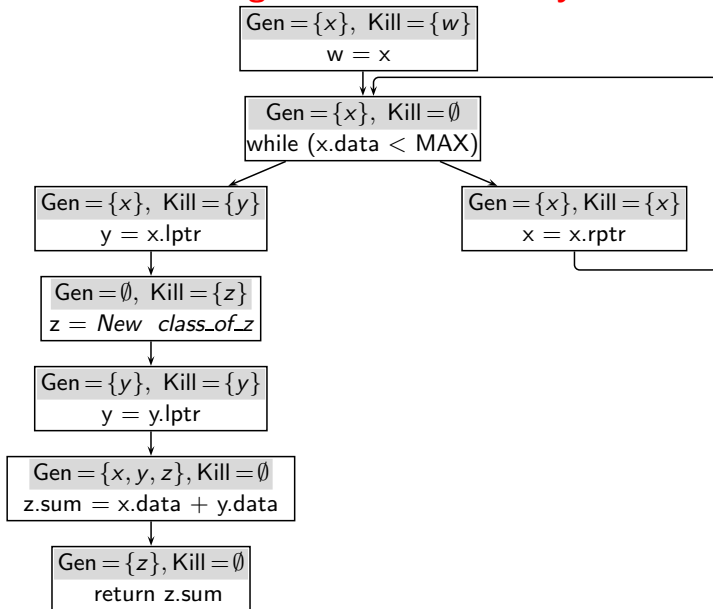 Gen = {x}, Kill = {w}
w = x
Gen = {x}, Kill = ∅
while (x.data < MAX)
Gen = {x}, Kill = {y}
y = x.lptr
Gen = {x}, Kill = {x}
x = x.rptr
Gen = ∅, Kill = {z}
z = New class_of_z
Gen = {y}, Kill = {y}
y = y.lptr
Gen = {x, y, z}, Kill = ∅
z.sum = x.data + y.data
Gen = {z}, Kill = ∅
return z.sum